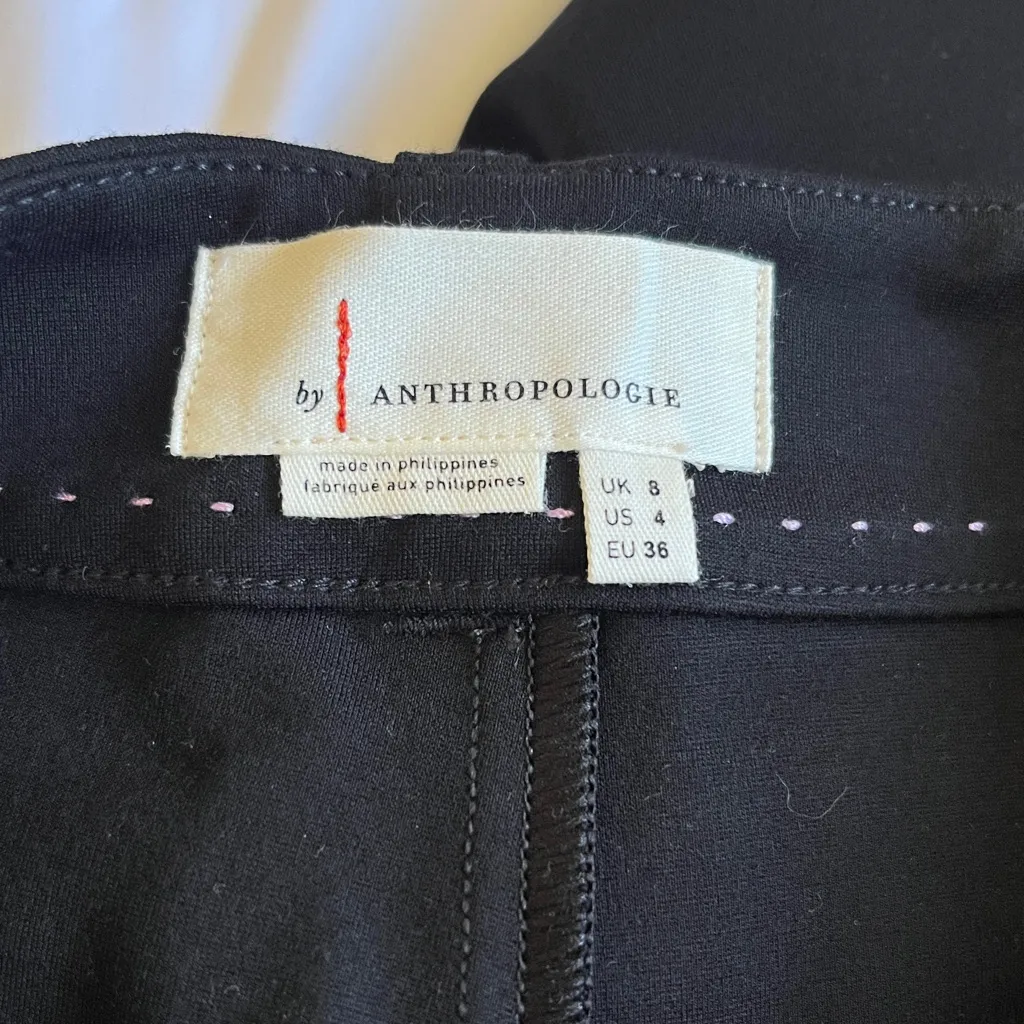 by ANTHROPOLOGIE
made in philippines
fabriqué aux philippines
UK 8
US 4
EU 36